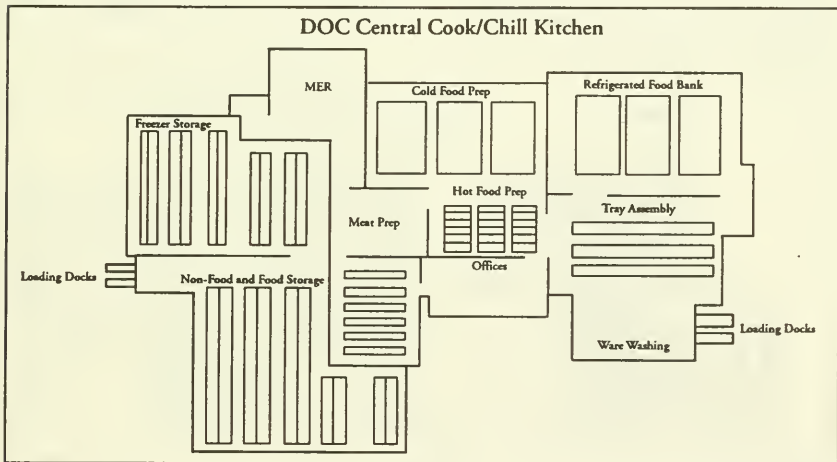 DOC Central Cook/Chill Kitchen
MER
Cold Food Prep
Refrigerated Food Bank
Freezer Storage
Hot Food Prep
Meat Prep
Tray Assembly
Loading Docks
Non-Food and Food Storage
Offices
Ware Washing
Loading Docks